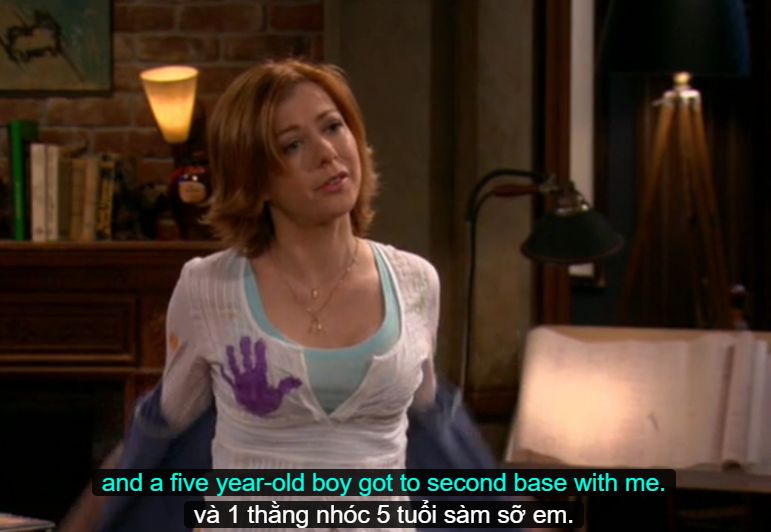 and a five year-old boy got to second base with me.
và 1 thằng nhóc 5 tuổi sàm sỡ em.